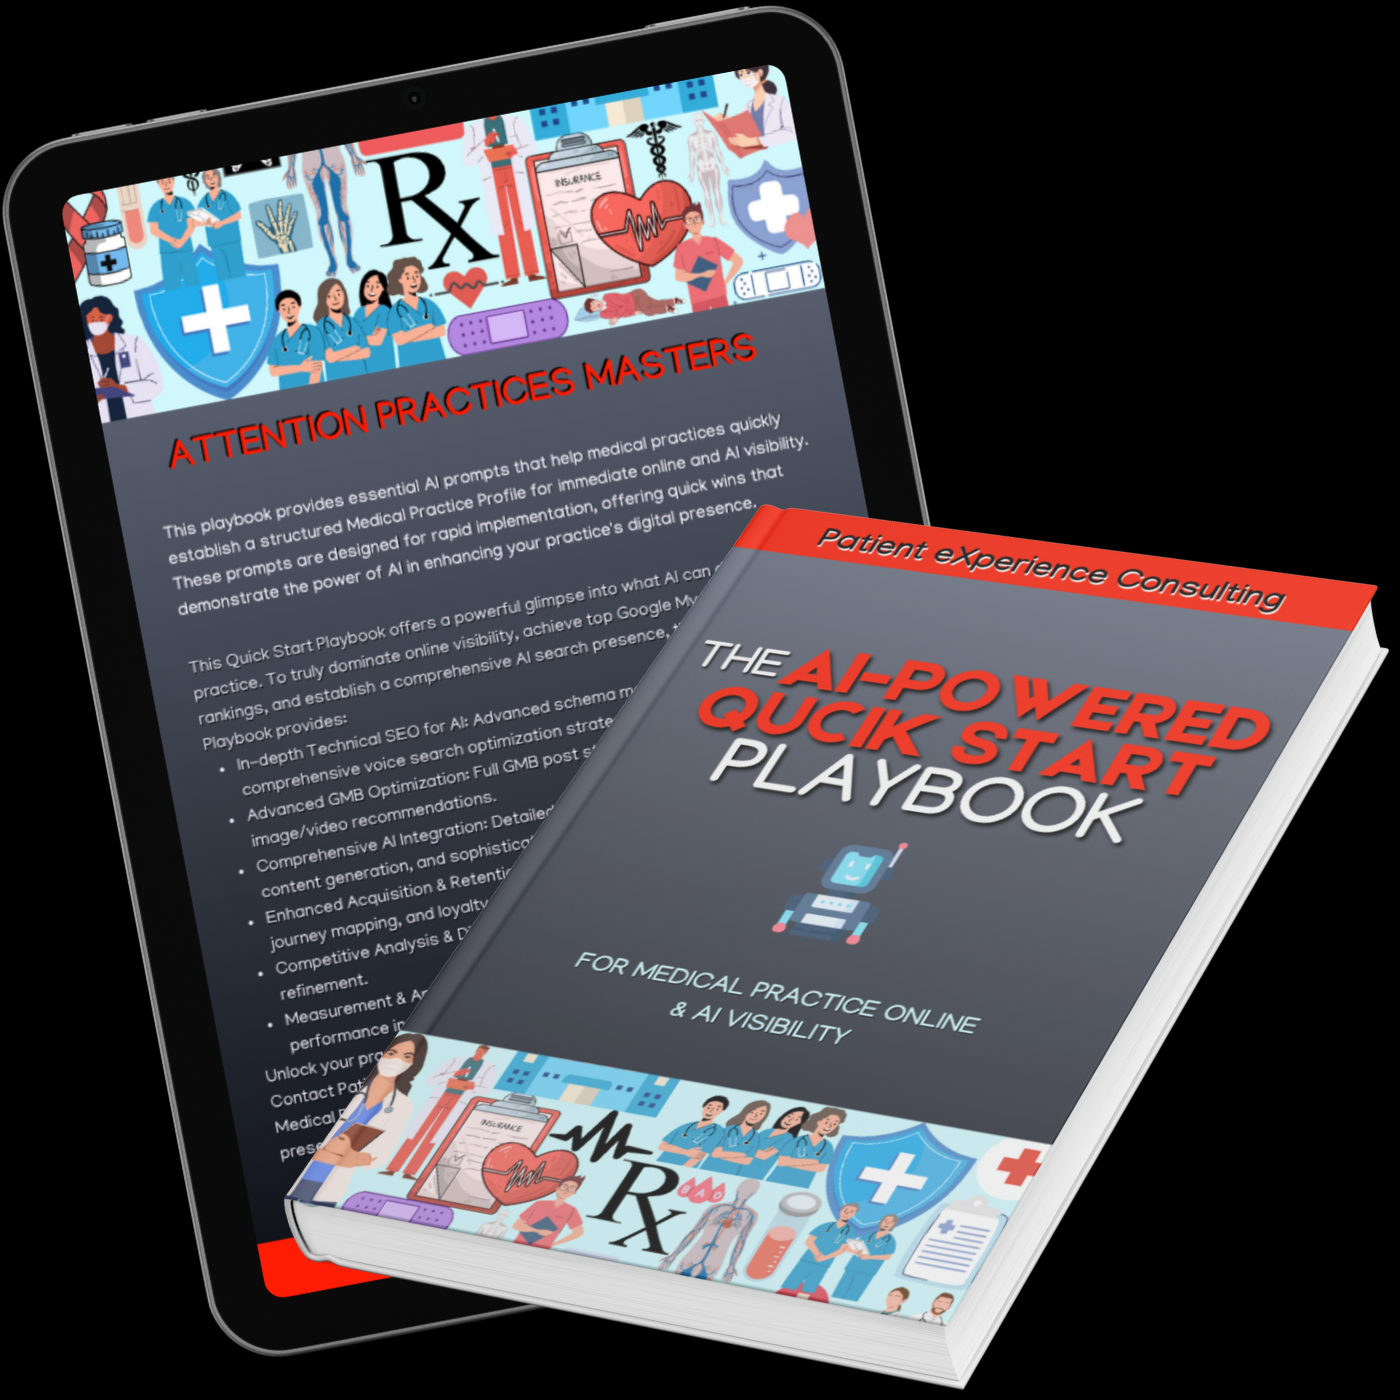 INSURANCE
Rx
ATTENTION PRACTICES MASTERS
This playbook provides essential AI prompts that help medical practices quickly
establish a structured Medical Practice Profile for immediate online and AI visibility.
These prompts are designed for rapid implementation, offering quick wins that
demonstrate the power of AI in enhancing your practice's digital presence.
This Quick Start Playbook offers a powerful glimpse into what AI can
practice. To truly dominate online visibility, achieve top Google My
rankings, and establish a comprehensive AI search presence,
Playbook provides:
• In-depth Technical SEO for AI: Advanced schema
comprehensive voice search optimization
• Advanced GMB Optimization: Full GMB post
image/video recommendations.
• Comprehensive AI Integration: Detailed
content generation, and
• Enhanced Acquisition &
journey mapping, and loyalty
• Competitive Analysis &
refinement.
• Measurement &
performance
Unlock your
Contact
Medical
Patient eXperience Consulting
THE AI-POWERED
QUCIK START
PLAYBOOK
FOR MEDICAL PRACTICE ONLINE
& AI VISIBILITY
INSURANCE
Rx
B A O